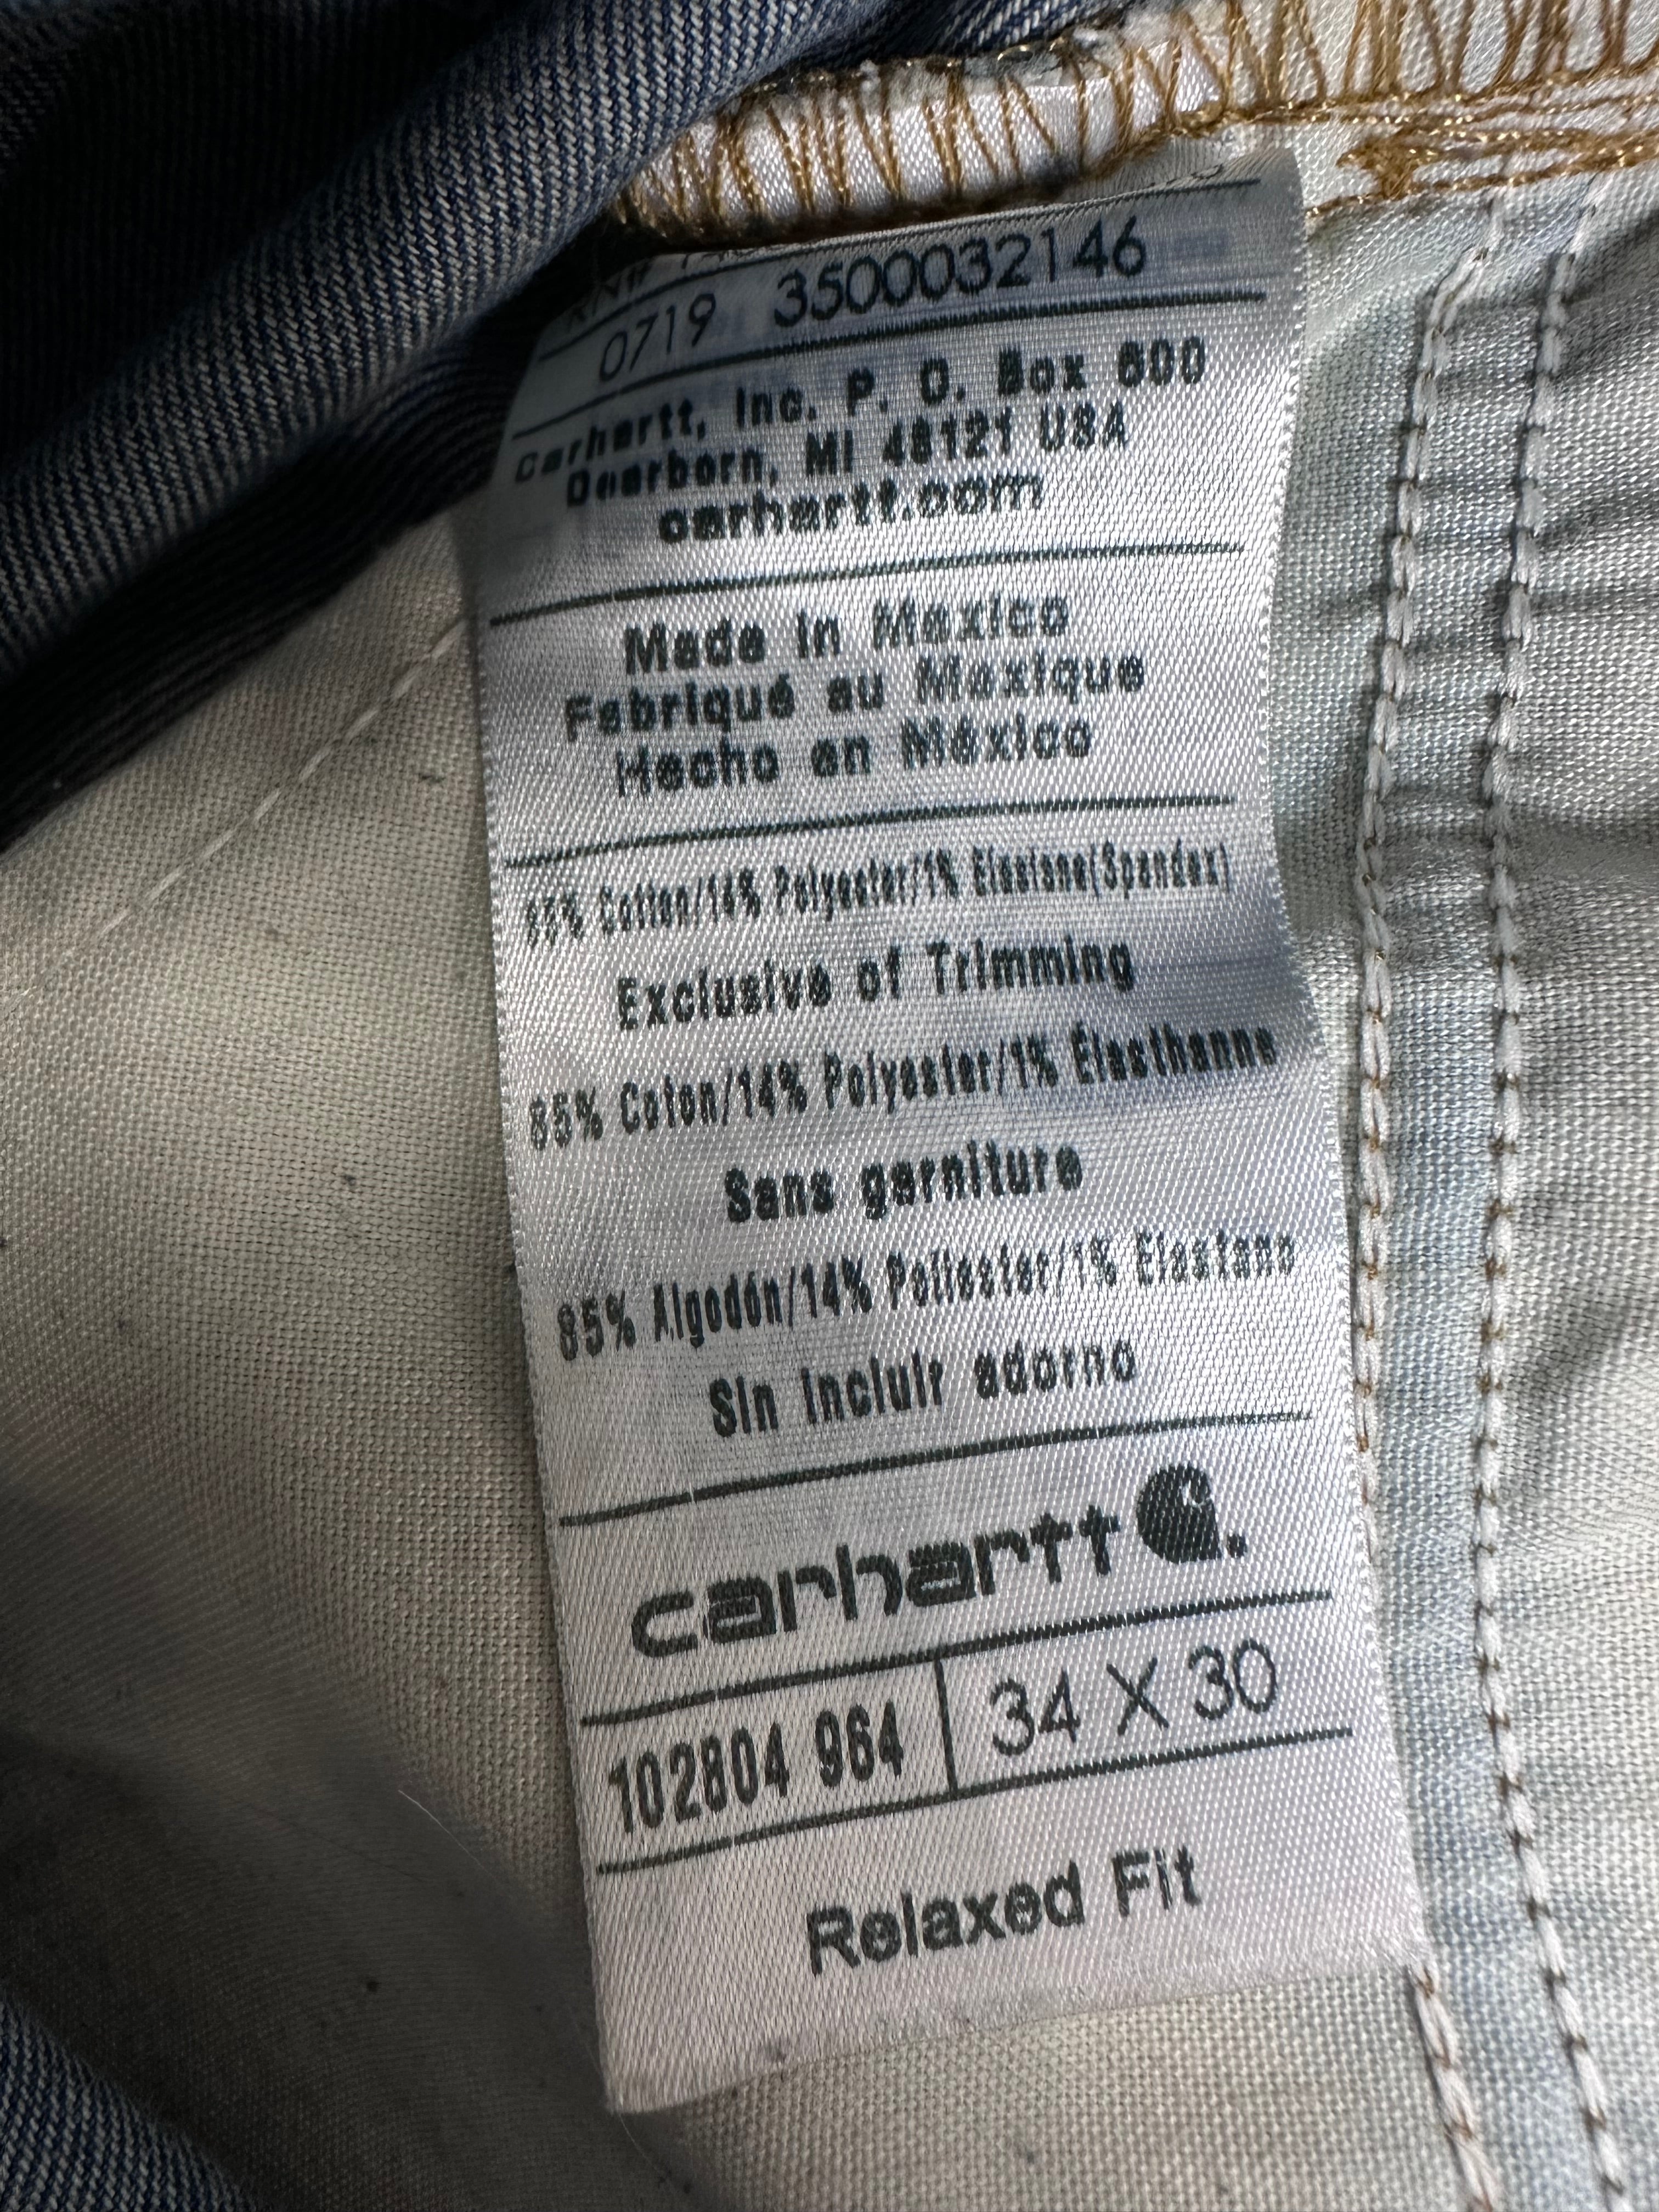 0719 3500032146
Carhartt, Inc. P. O. Box 600
Dearborn, MI 48121 USA
carhartt.com
Made in Mexico
Fabriqué au Mexique
Hecho en México
85% Cotton/14% Polyester/1% Elastane(Spandex)
Exclusive of Trimming
85% Coton/14% Polyester/1% Élasthanne
Sans garniture
85% Algodón/14% Poliester/1% Elastano
Sin incluir adorno
carhartt
102804 964 34 X 30
Relaxed Fit